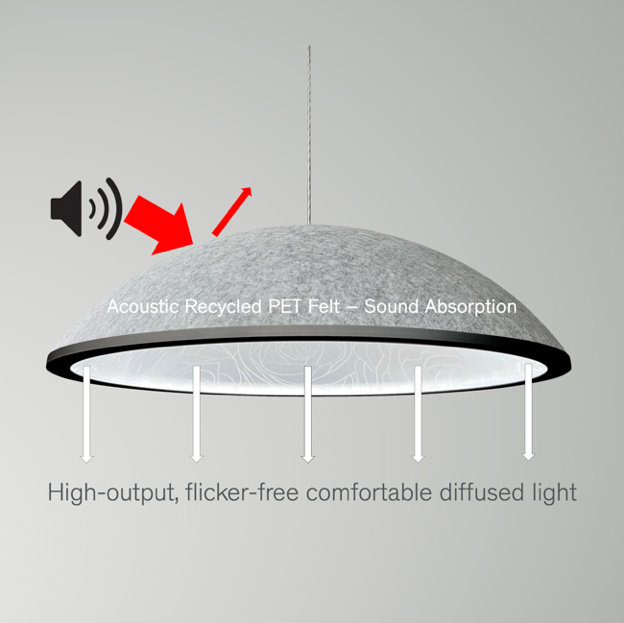 Acoustic Recycled PET Felt – Sound Absorption
High-output, flicker-free comfortable diffused light